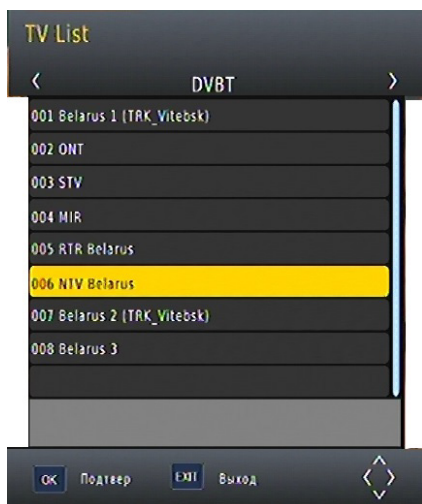 TV List
DVBT
001 Belarus 1 (TRK_Vitebsk)
002 ONT
003 STV
004 MIR
005 RTR Belarus
006 NTV Belarus
007 Belarus 2 (TRK_Vitebsk)
008 Belarus 3
OK Подтвер EXIT Выход